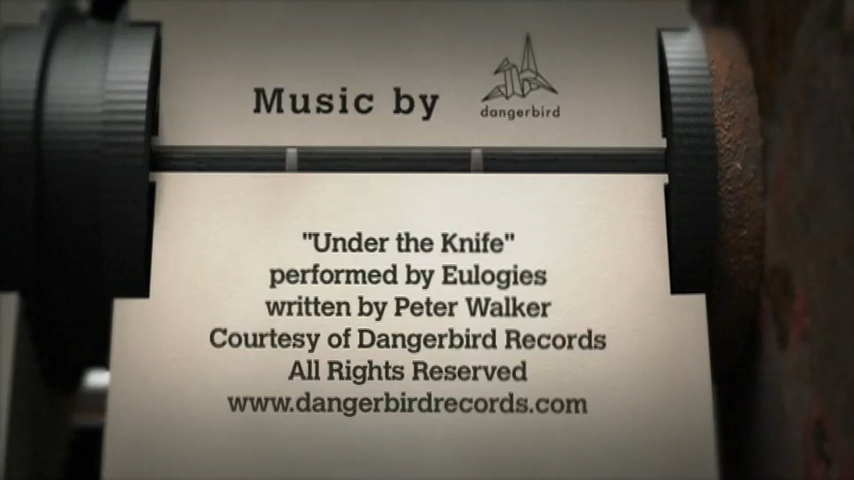 Music by
dangerbird
"Under the Knife"
performed by Eulogies
written by Peter Walker
Courtesy of Dangerbird Records
All Rights Reserved
www.dangerbirdrecords.com